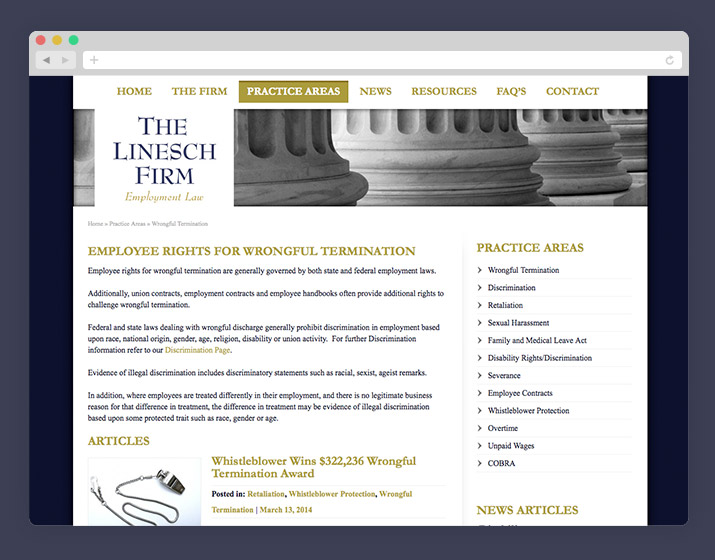 HOME THE FIRM PRACTICE AREAS NEWS RESOURCES FAQ'S CONTACT
THE
LINESCH
FIRM
Employment Law
Home » Practice Areas » Wrongful Termination
EMPLOYEE RIGHTS FOR WRONGFUL TERMINATION
Employee rights for wrongful termination are generally governed by both state and federal employment laws.
Additionally, union contracts, employment contracts and employee handbooks often provide additional rights to
challenge wrongful termination.
Federal and state laws dealing with wrongful discharge generally prohibit discrimination in employment based
upon race, national origin, gender, age, religion, disability or union activity. For further Discrimination
information refer to our Discrimination Page.
Evidence of illegal discrimination includes discriminatory statements such as racial, sexist, ageist remarks.
In addition, where employees are treated differently in their employment, and there is no legitimate business
reason for that difference in treatment, the difference in treatment may be evidence of illegal discrimination
based upon some protected trait such as race, gender or age.
ARTICLES
Whistleblower Wins $322,236 Wrongful
Termination Award
Posted in: Retaliation, Whistleblower Protection, Wrongful
Termination | March 13, 2014
PRACTICE AREAS
Wrongful Termination
Discrimination
Retaliation
Sexual Harassment
Family and Medical Leave Act
Disability Rights/Discrimination
Severance
Employee Contracts
Whistleblower Protection
Overtime
Unpaid Wages
COBRA
NEWS ARTICLES